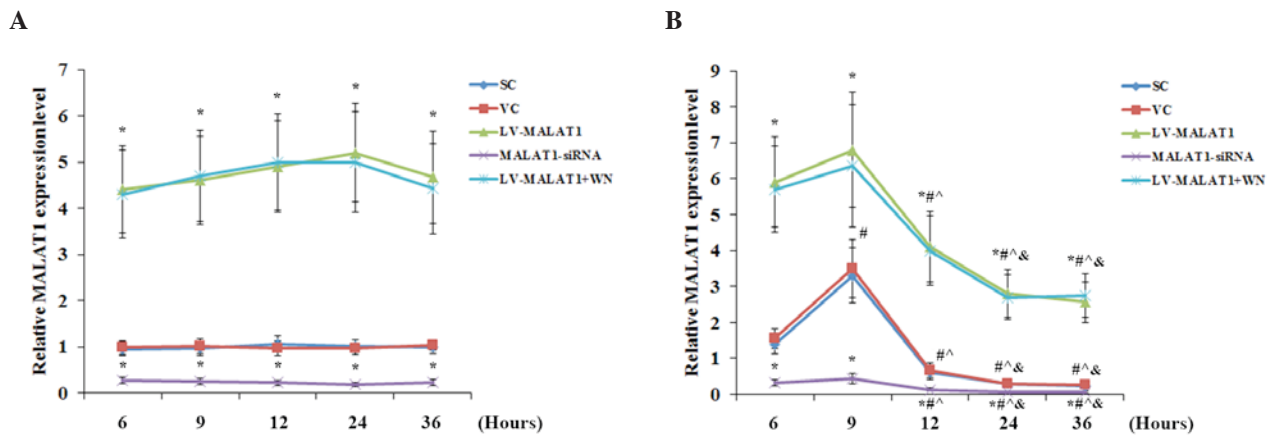 A
Relative MALAT1 expressionlevel
7
6
5
4
3
2
1
0
* * * * *
* * * * *
6 9 12 24 36 (Hours)
SC
VC
LV-MALAT1
MALAT1-siRNA
LV-MALAT1+WN
B
Relative MALAT1 expressionlevel
9
8
7
6
5
4
3
2
1
0
* * *#^ *#^& *#^&
# #^ #^& #^&
* * *#^ *#^& *#^&
6 9 12 24 36 (Hours)
SC
VC
LV-MALAT1
MALAT1-siRNA
LV-MALAT1+WN